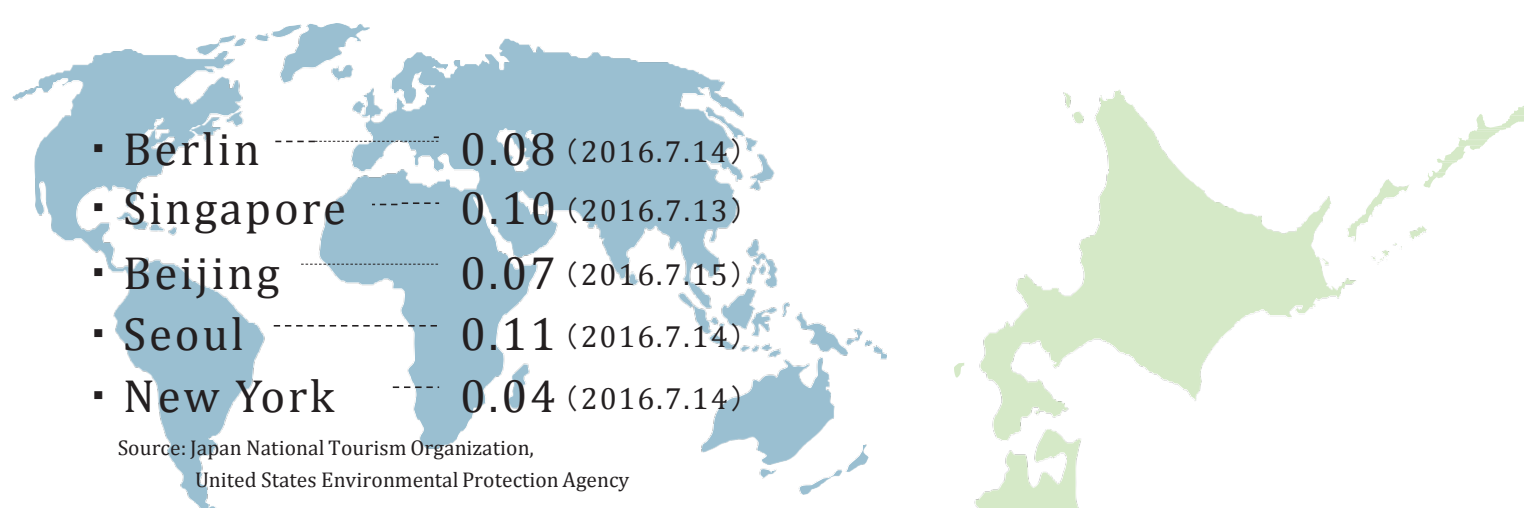 ▪ Berlin 0.08 (2016.7.14)
▪ Singapore 0.10 (2016.7.13)
▪ Beijing 0.07 (2016.7.15)
▪ Seoul 0.11 (2016.7.14)
▪ New York 0.04 (2016.7.14)
Source: Japan National Tourism Organization,
United States Environmental Protection Agency